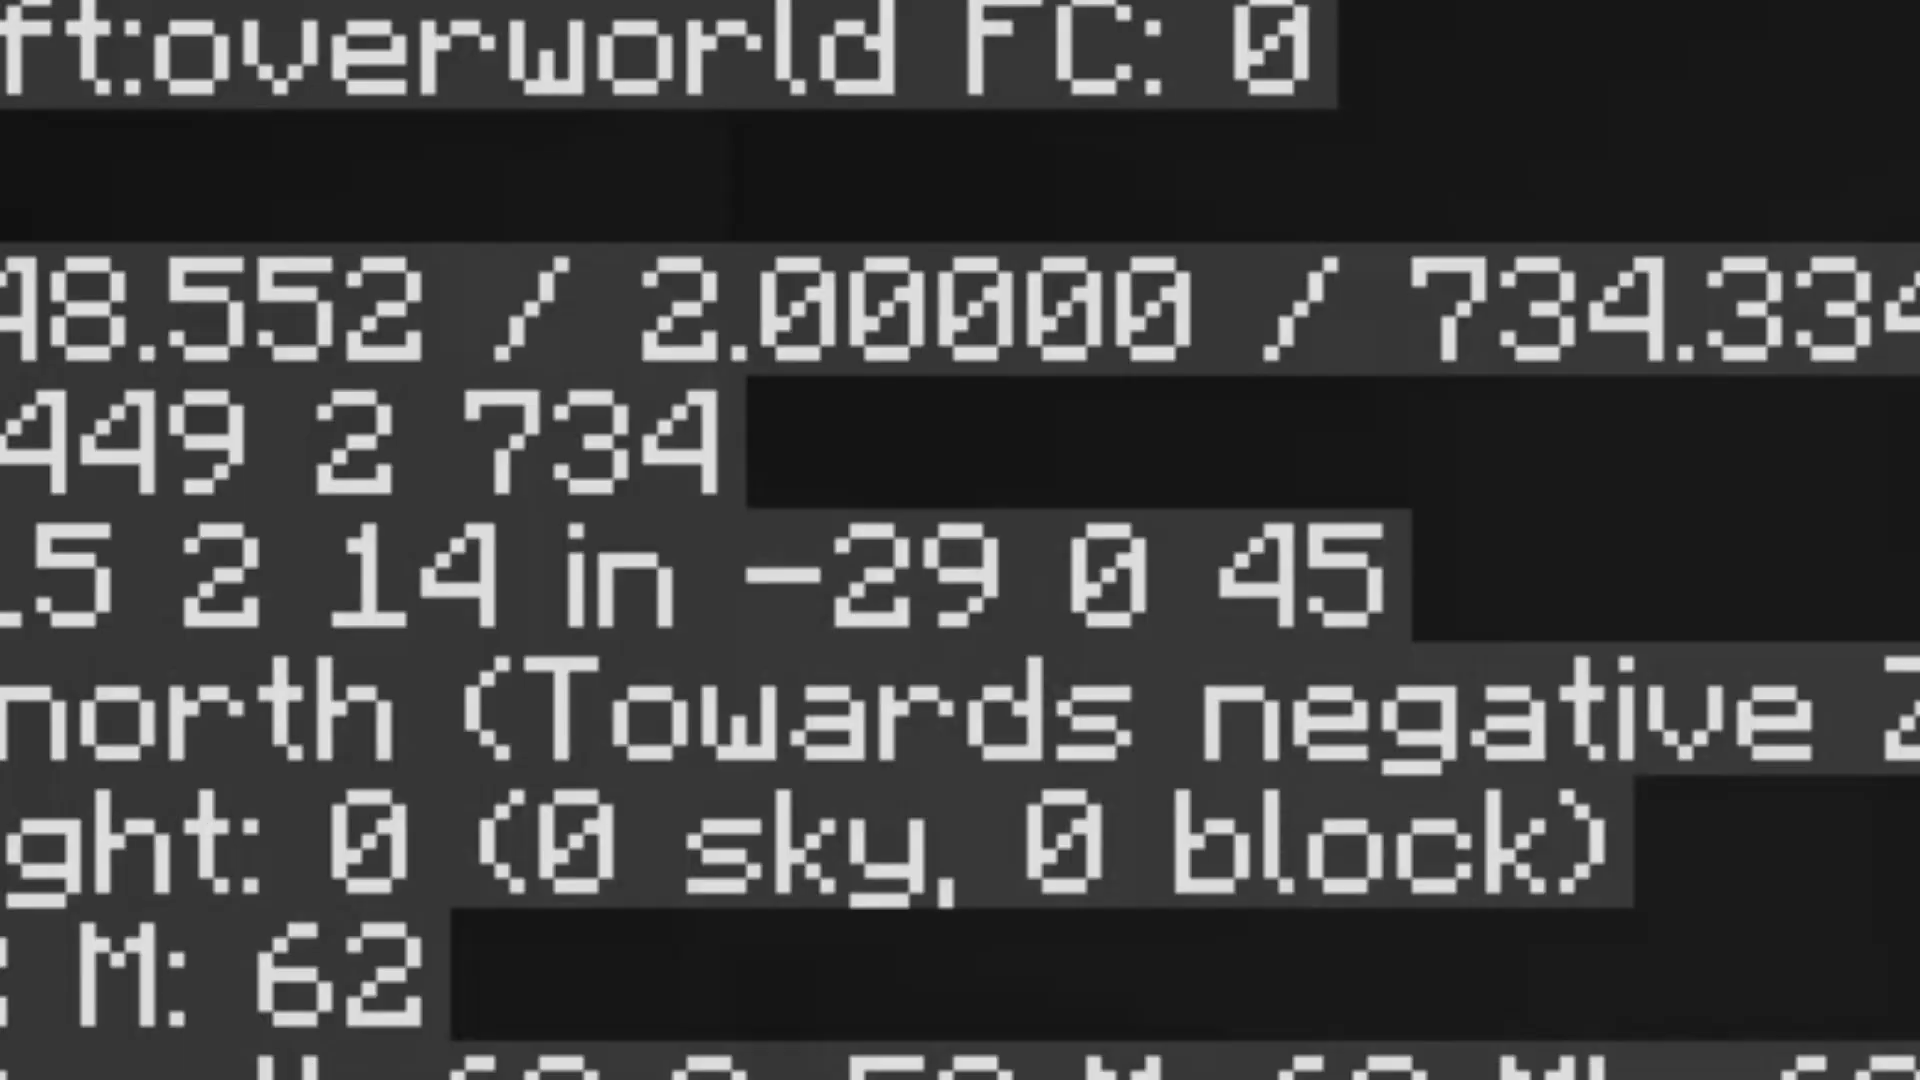 ft:overworld FC: 0
48.552 / 2.00000 / 734.334
449 2 734
15 2 14 in -29 0 45
north (Towards negative Z
ght: 0 (0 sky, 0 block)
M: 62